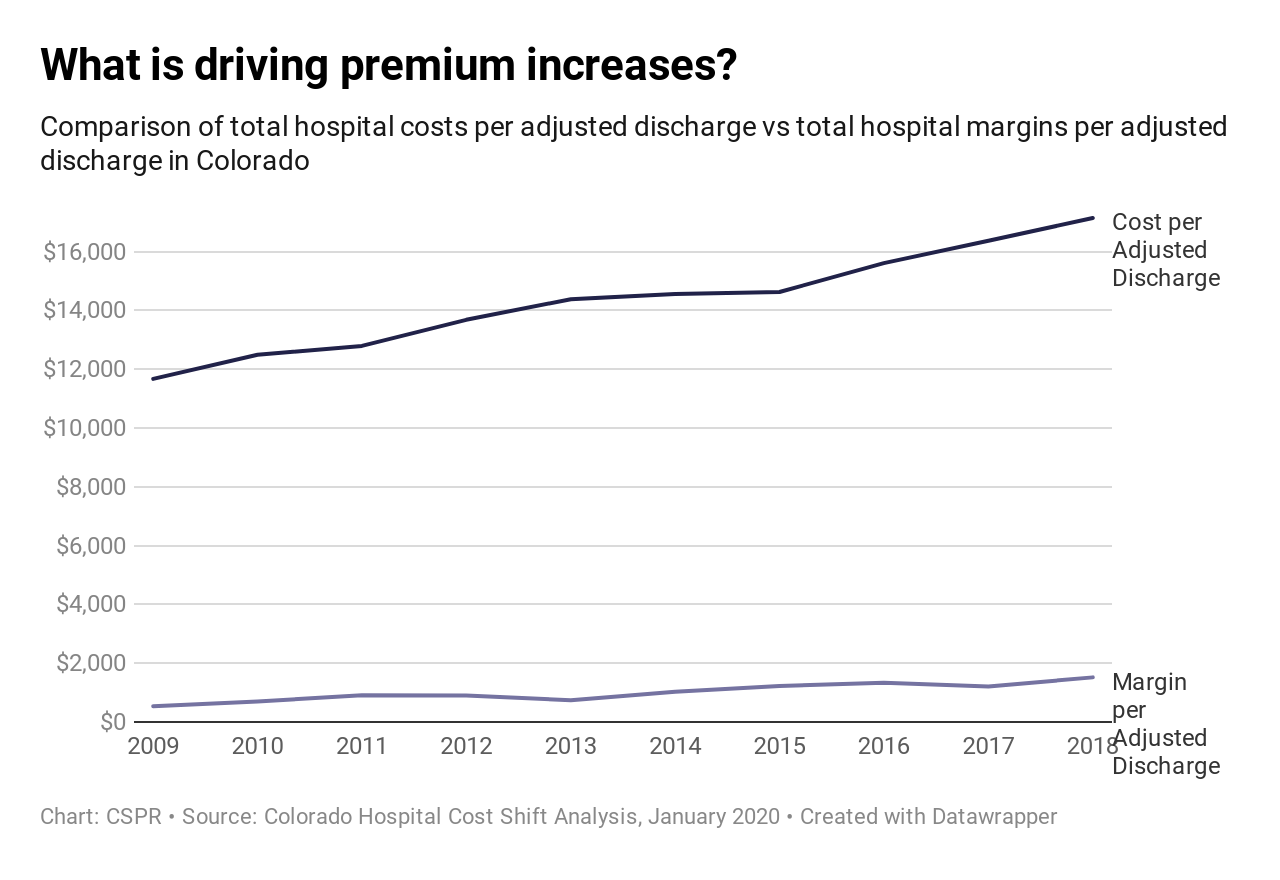 What is driving premium increases?
Comparison of total hospital costs per adjusted discharge vs total hospital margins per adjusted
discharge in Colorado
Cost per
Adjusted
Discharge
$16,000
$14,000
$12,000
$10,000
$8,000
$6,000
$4,000
$2,000
$0
Margin
per
Adjusted
Discharge
2009 2010 2011 2012 2013 2014 2015 2016 2017 2018
Chart: CSPR • Source: Colorado Hospital Cost Shift Analysis, January 2020 • Created with Datawrapper